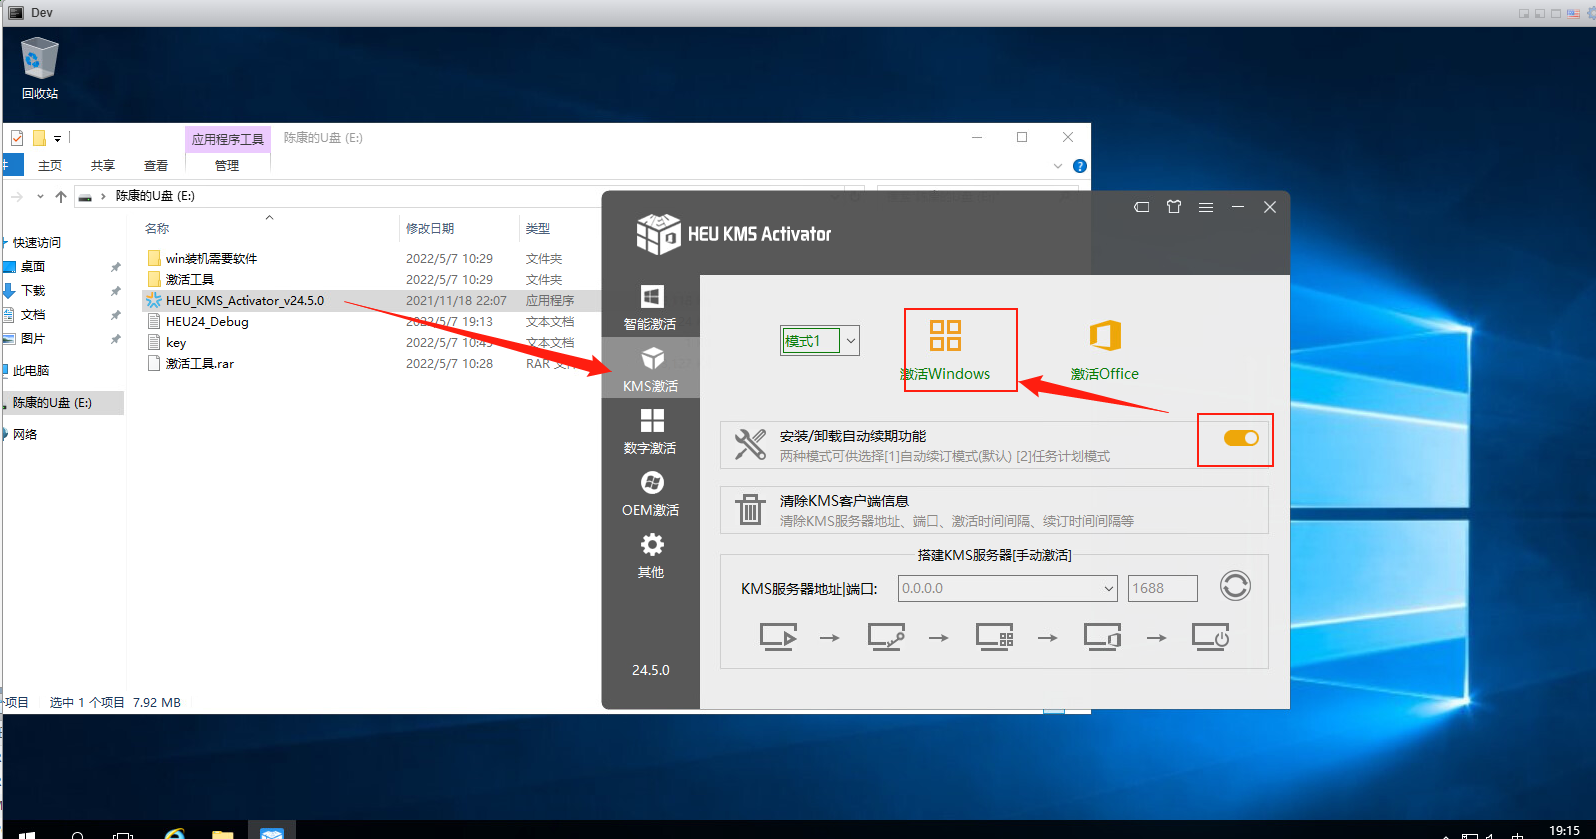 Dev
回收站
应用程序工具
陈康的U盘 (E:)
主页
共享
查看
管理
陈康的U盘 (E:)
名称
修改日期
类型
快速访问
桌面
下载
文档
图片
此电脑
陈康的U盘 (E:)
网络
win装机需要软件
2022/5/7 10:29
文件夹
激活工具
2022/5/7 10:29
文件夹
HEU_KMS_Activator_v24.5.0
2021/11/18 22:07
应用程序
HEU24_Debug
2022/5/7 19:13
文本文档
key
2022/5/7 10:45
文本文档
激活工具.rar
2022/5/7 10:28
RAR
个项目
选中 1 个项目 7.92 MB
HEU KMS Activator
智能激活
KMS激活
数字激活
OEM激活
其他
24.5.0
模式1
激活Windows
激活Office
安装/卸载自动续期功能
两种模式可供选择[1]自动续订模式(默认) [2]任务计划模式
清除KMS客户端信息
清除KMS服务器地址、端口、激活时间间隔、续订时间间隔等
搭建KMS服务器[手动激活]
KMS服务器地址|端口:
0.0.0.0
1688
19:15